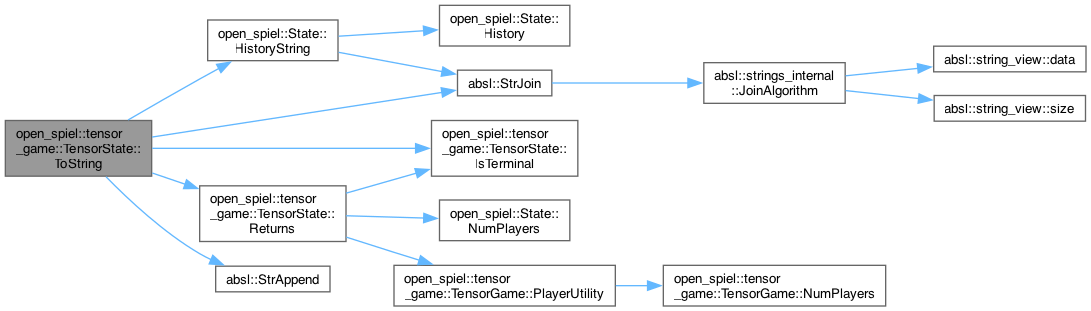 open_spiel::tensor
_game::TensorState::
ToString
open_spiel::State::
HistoryString
open_spiel::State::
History
absl::StrJoin
absl::strings_internal
::JoinAlgorithm
absl::string_view::data
absl::string_view::size
open_spiel::tensor
_game::TensorState::
IsTerminal
open_spiel::tensor
_game::TensorState::
Returns
open_spiel::State::
NumPlayers
open_spiel::tensor
_game::TensorGame::PlayerUtility
open_spiel::tensor
_game::TensorGame::NumPlayers
absl::StrAppend